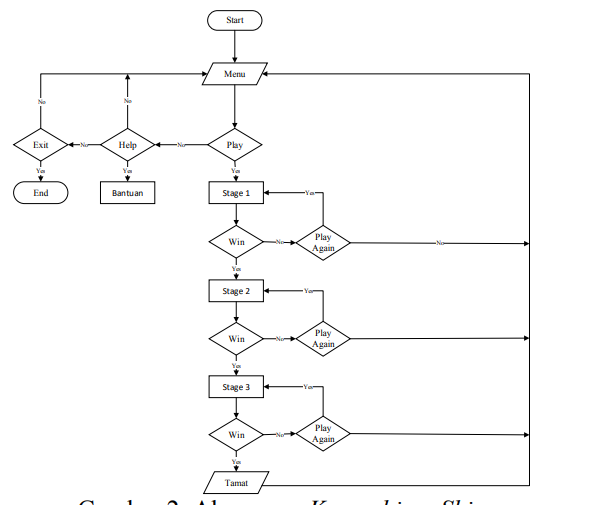 Start
Menu
No
No
Exit
No
Help
No
Play
Yes
Yes
Yes
End
Bantuan
Stage 1
Yes
Win
No
Play
Again
No
Yes
Stage 2
Yes
Win
No
Play
Again
Yes
Stage 3
Yes
Win
No
Play
Again
Yes
Tamat